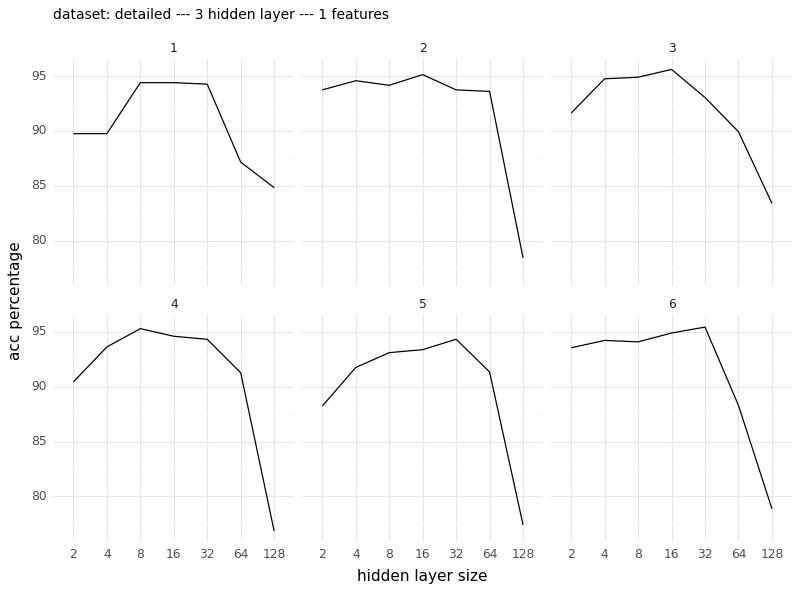 dataset: detailed --- 3 hidden layer --- 1 features
1 2 3
95
90
85
80
4 5 6
95
90
85
80
2 4 8 16 32 64 128 2 4 8 16 32 64 128 2 4 8 16 32 64 128
hidden layer size
acc percentage